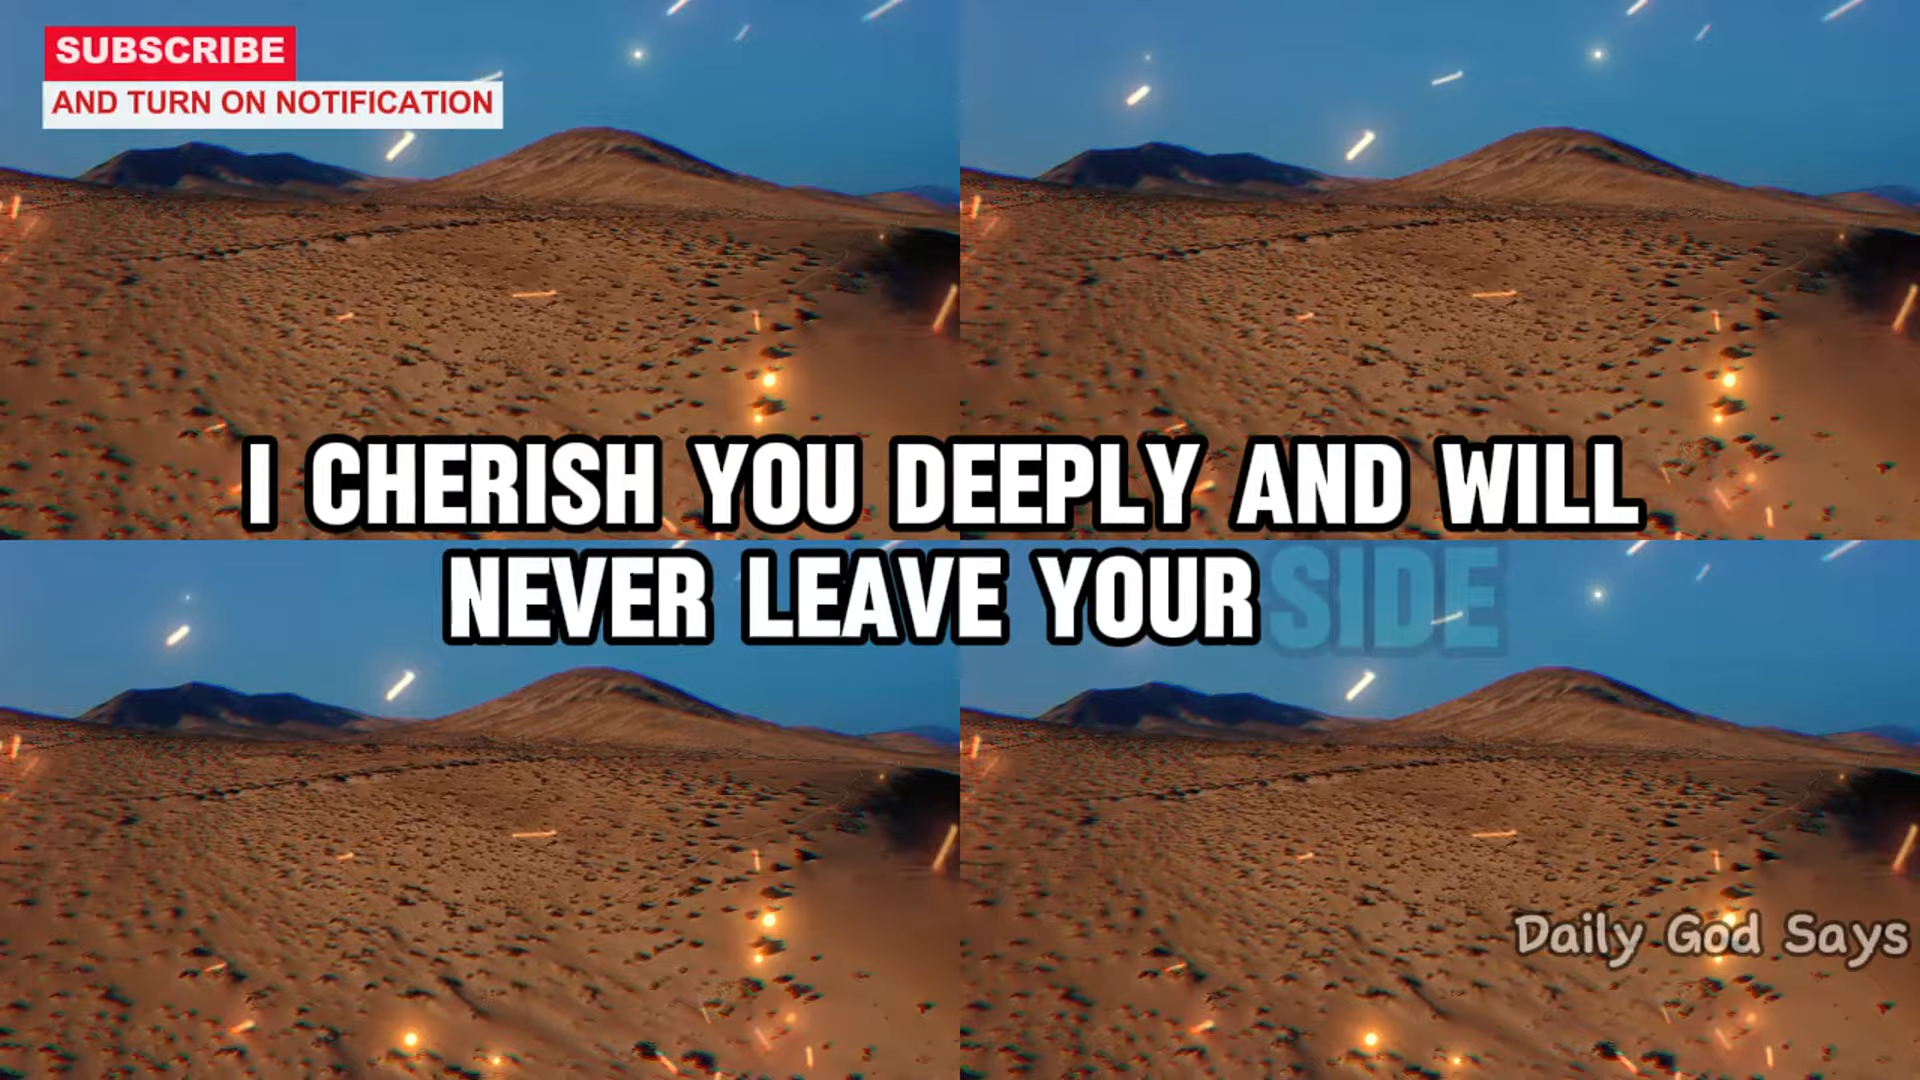 SUBSCRIBE
AND TURN ON NOTIFICATION
I CHERISH YOU DEEPLY AND WILL
NEVER LEAVE YOUR SIDE
Daily God Says